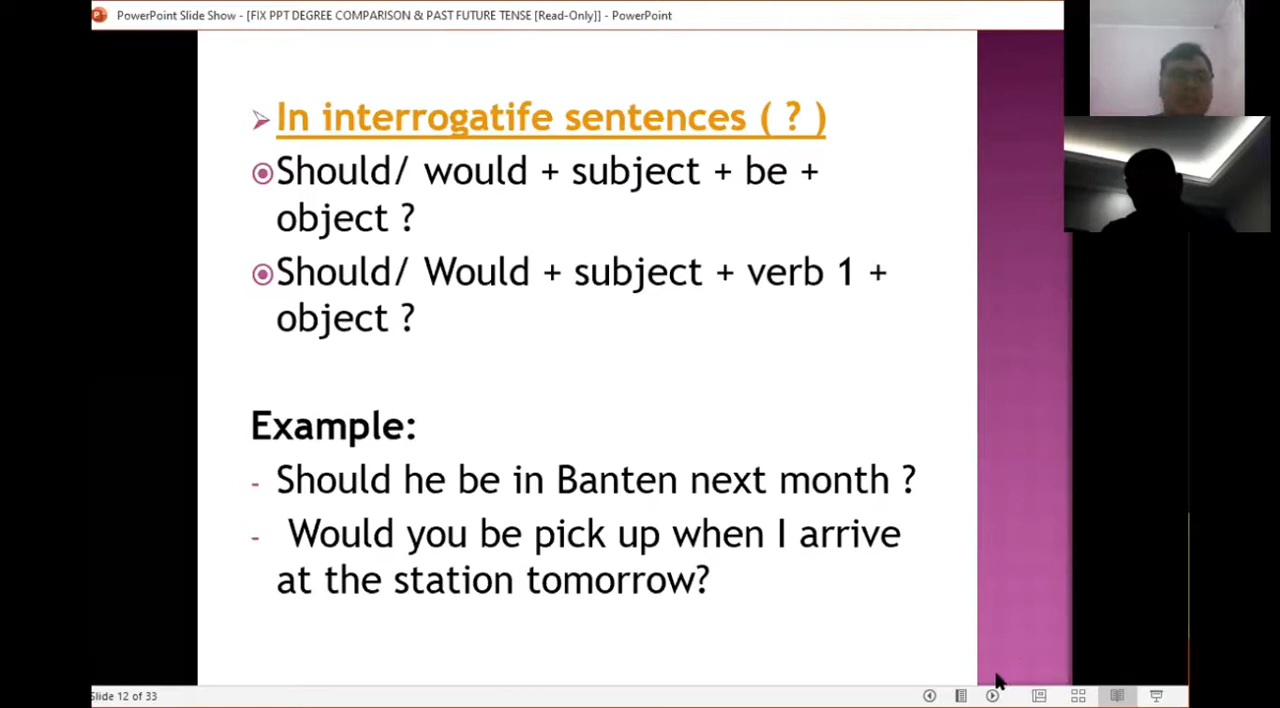 PowerPoint Slide Show - [FIX PPT DEGREE COMPARISON & PAST FUTURE TENSE [Read-Only]] - PowerPoint
In interrogatife sentences ( ? )
Should/ would + subject + be +
object ?
Should/ Would + subject + verb 1 +
object ?
Example:
- Should he be in Banten next month ?
- Would you be pick up when I arrive
at the station tomorrow?
Slide 12 of 33